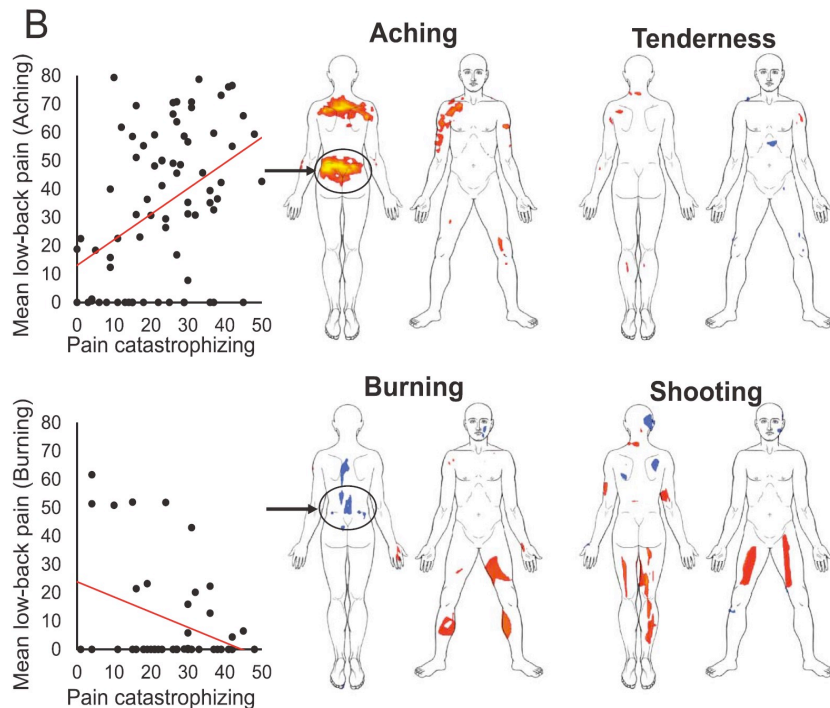 B
Aching
Tenderness
Mean low-back pain (Aching)
80
70
60
50
40
30
20
10
0
0 10 20 30 40 50
Pain catastrophizing
Burning
Shooting
Mean low-back pain (Burning)
80
70
60
50
40
30
20
10
0
0 10 20 30 40 50
Pain catastrophizing